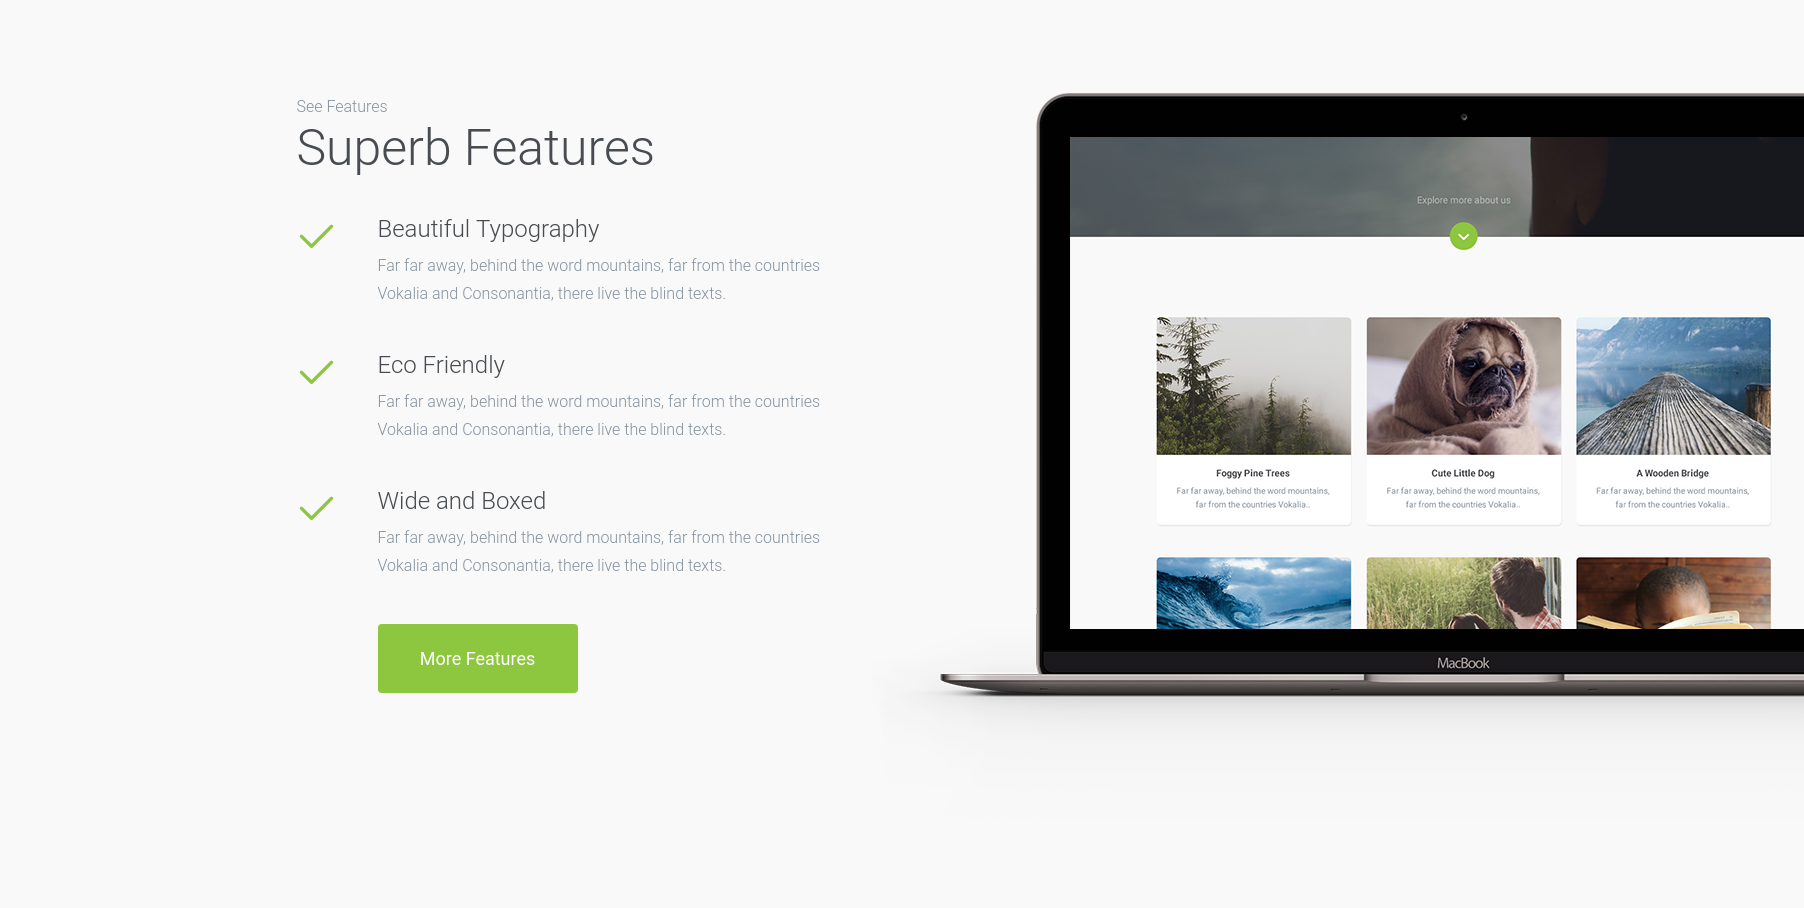 See Features
Superb Features
Beautiful Typography
Far far away, behind the word mountains, far from the countries
Vokalia and Consonantia, there live the blind texts.
Eco Friendly
Far far away, behind the word mountains, far from the countries
Vokalia and Consonantia, there live the blind texts.
Wide and Boxed
Far far away, behind the word mountains, far from the countries
Vokalia and Consonantia, there live the blind texts.
More Features
Explore more about us
Foggy Pine Trees
Far far away, behind the word mountains,
far from the countries Vokalia..
Cute Little Dog
Far far away, behind the word mountains,
far from the countries Vokalia..
A Wooden Bridge
Far far away, behind the word mountains,
far from the countries Vokalia..
MacBook